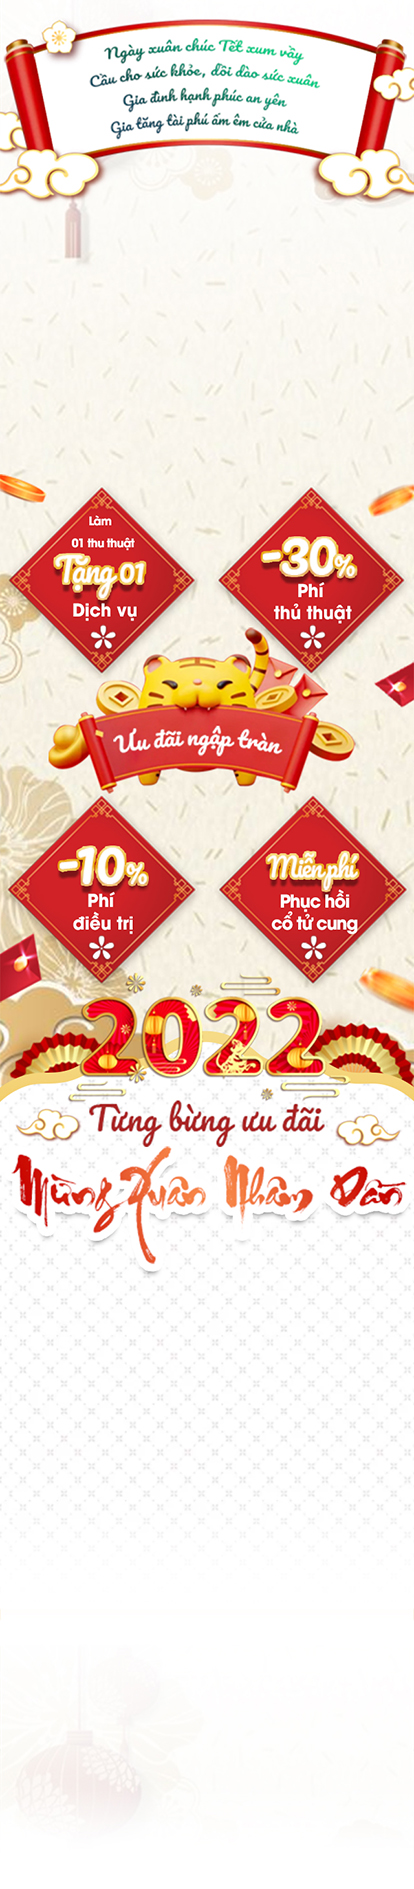 Ngày xuân chúc Tết xum vầy
Cầu cho sức khỏe, dồi dào sức xuân
Gia đình hạnh phúc an yên
Gia tăng tài phú ấm êm cửa nhà
Làm
01 thu thuật
Tặng 01
Dịch vụ
-30%
Phí
thủ thuật
Ưu đãi ngập tràn
-10%
Phí
điều trị
Miễn phí
Phục hồi
cổ tử cung
2022
Từng bừng ưu đãi
Mừng Xuân Nhâm Dần